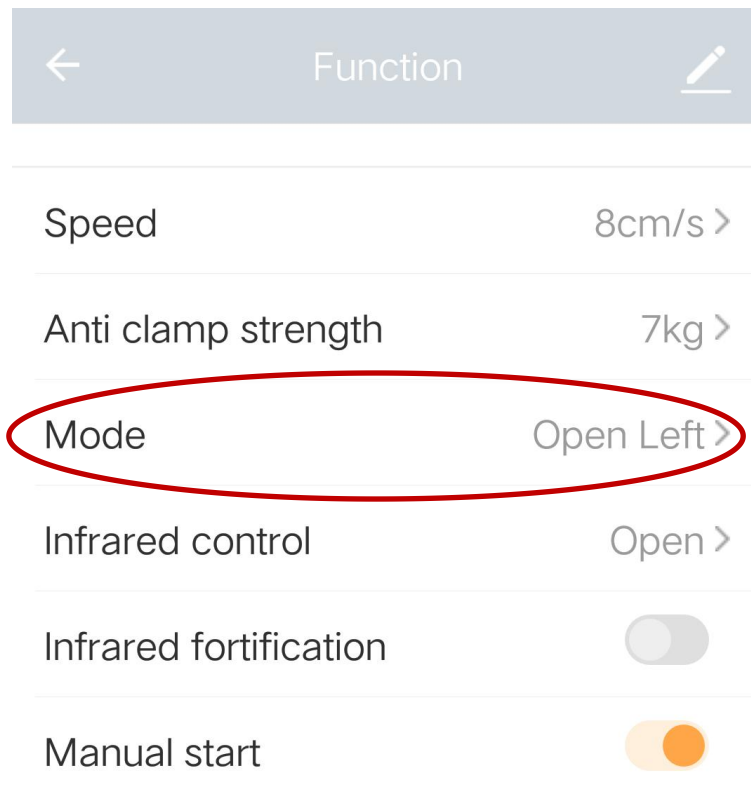 Function
Speed 8cm/s
Anti clamp strength 7kg
Mode Open Left
Infrared control Open
Infrared fortification
Manual start